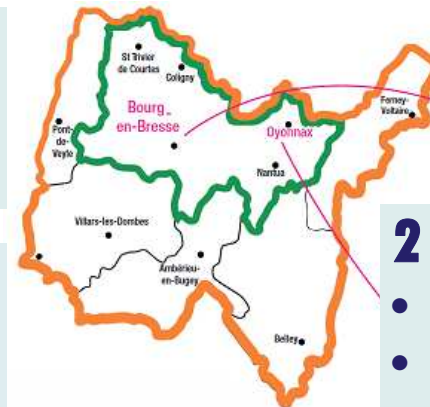 St Trivier
de Courtes
Coligny
Bourg_
en-Bresse
Pont-
de-
Veyle
Oyonnax
Nantua
Ferney-
Voltaire
Villars-les-Dombes
Ambérieu-
en-Bugey
Belley
2
•
•